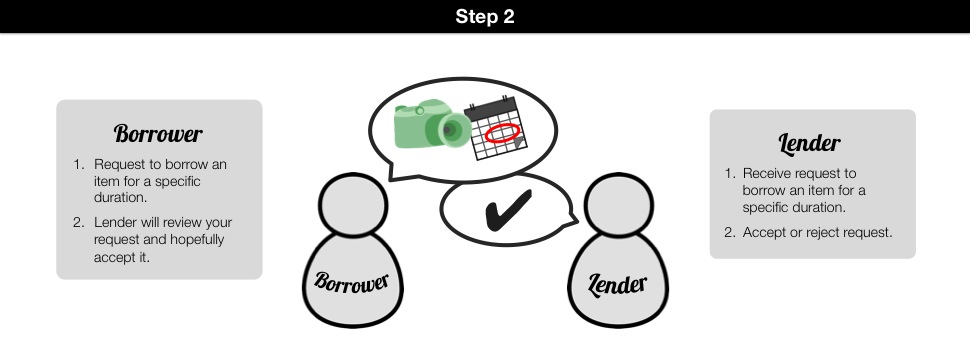 Step 2
Borrower
1. Request to borrow an
item for a specific
duration.
2. Lender will review your
request and hopefully
accept it.
Borrower
Lender
Lender
1. Receive request to
borrow an item for a
specific duration.
2. Accept or reject request.